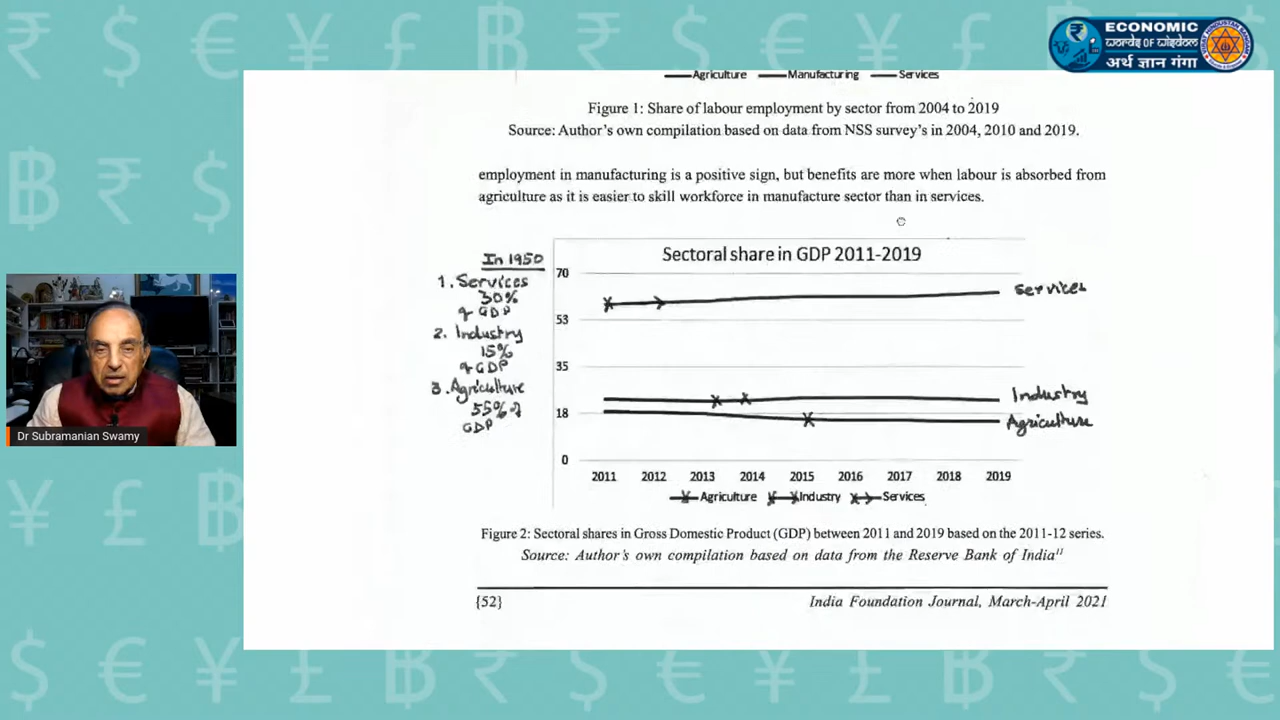 ECONOMIC
WORDS OF WISDOM
अर्थ ज्ञान गंगा
Agriculture Manufacturing Services
Figure 1: Share of labour employment by sector from 2004 to 2019
Source: Author's own compilation based on data from NSS survey's in 2004, 2010 and 2019.
employment in manufacturing is a positive sign, but benefits are more when labour is absorbed from
agriculture as it is easier to skill workforce in manufacture sector than in services.
Sectoral share in GDP 2011-2019
In 1950
1. Services
30%
of GDP
2. Industry
15%
of GDP
3. Agriculture
55% of
GDP
70
53
35
18
0
Services
Industry
Agriculture
2011 2012 2013 2014 2015 2016 2017 2018 2019
Agriculture Industry Services
Figure 2: Sectoral shares in Gross Domestic Product (GDP) between 2011 and 2019 based on the 2011-12 series.
Source: Author's own compilation based on data from the Reserve Bank of India¹¹
{52} India Foundation Journal, March-April 2021
Dr Subramanian Swamy